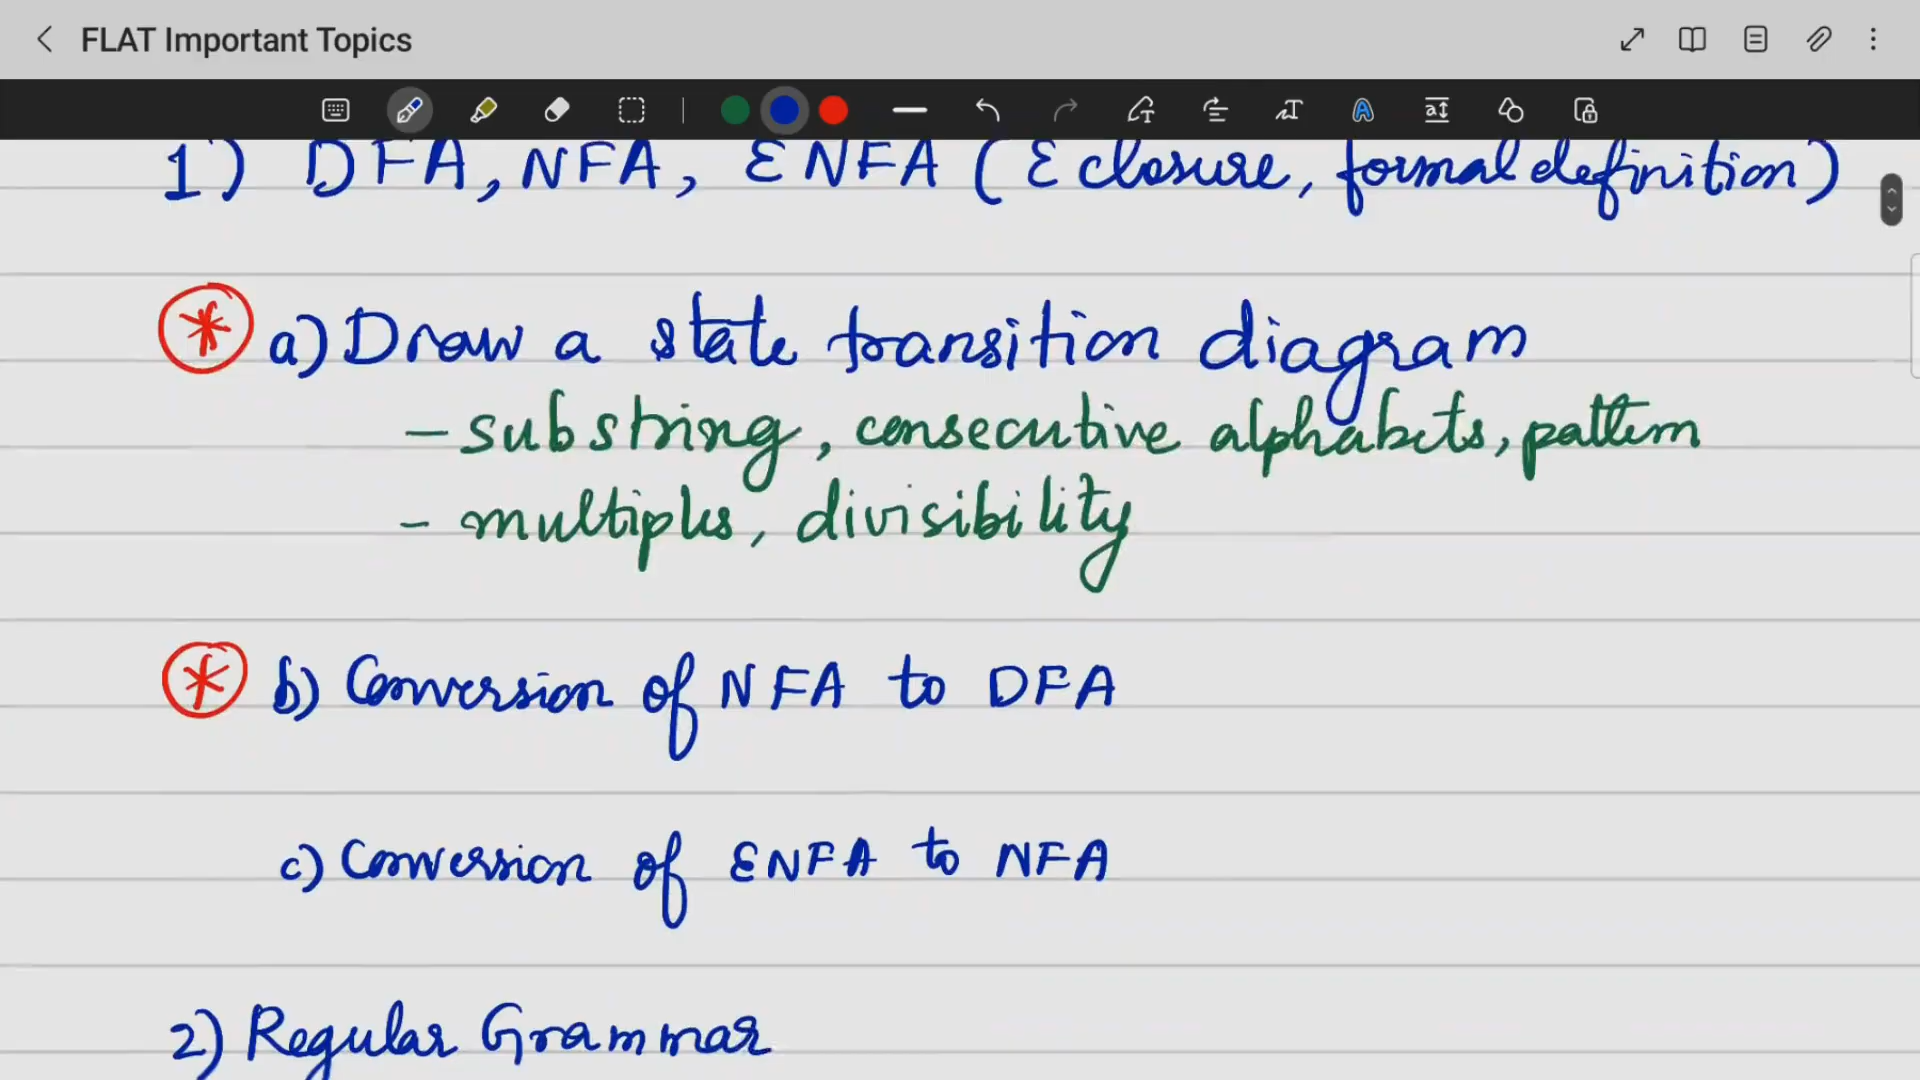 FLAT Important Topics
1) DFA, NFA, ENFA (Ɛ closure, formal definition)
* a) Draw a state transition diagram
- substring, consecutive alphabets, pattern
- multiples, divisibility
* b) Conversion of NFA to DFA
c) Conversion of ENFA to NFA
2) Regular Grammar